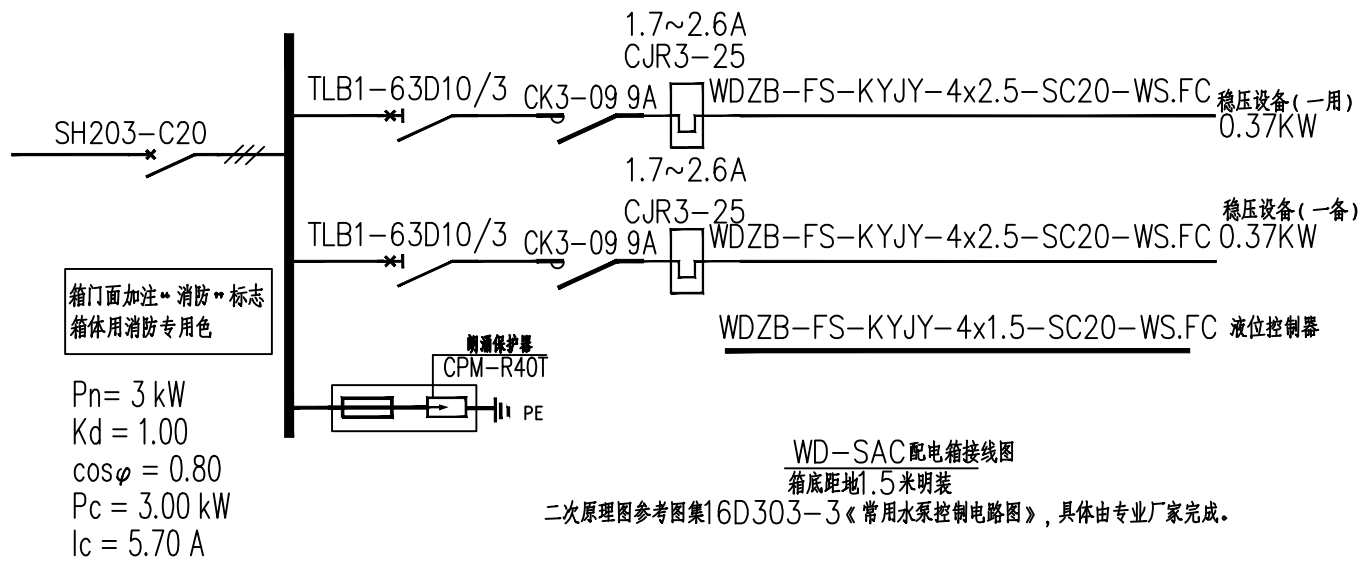 1.7~2.6A
CJR3-25
TLB1-63D10/3
CK3-09 9A
WDZB-FS-KYJY-4x2.5-SC20-WS.FC
稳压设备(一用)
0.37KW
SH203-C20
1.7~2.6A
CJR3-25
TLB1-63D10/3
CK3-09 9A
WDZB-FS-KYJY-4x2.5-SC20-WS.FC
稳压设备(一备)
0.37KW
箱门面加注"消防"标志
箱体用消防专用色
WDZB-FS-KYJY-4x1.5-SC20-WS.FC 液位控制器
浪涌保护器
CPM-R40T
PE
Pn= 3 kW
Kd = 1.00
cosφ = 0.80
Pc = 3.00 kW
Ic = 5.70 A
WD-SAC配电箱接线图
箱底距地1.5米明装
二次原理图参考图集16D303-3《常用水泵控制电路图》,具体由专业厂家完成。